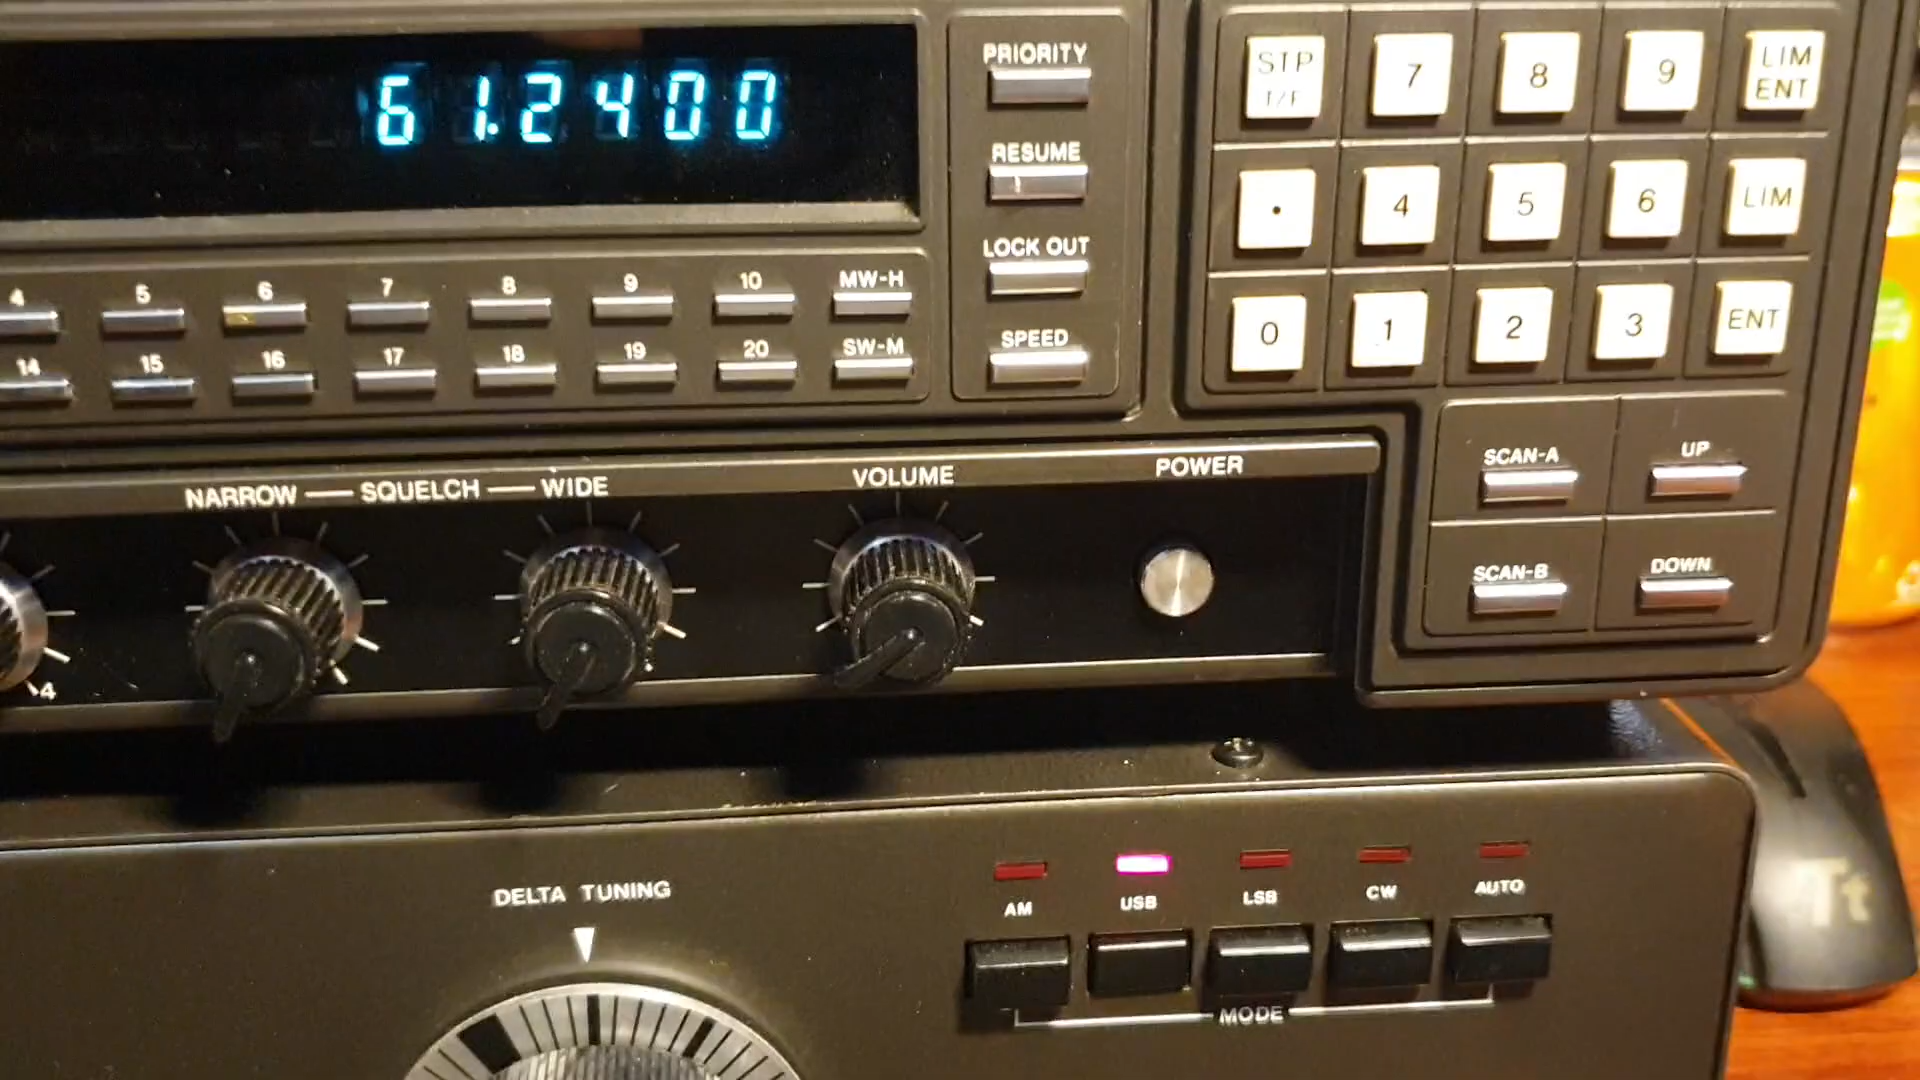 61.2400
PRIORITY
RESUME
LOCK OUT
SPEED
STP T/F 7 8 9 LIM ENT
. 4 5 6 LIM
0 1 2 3 ENT
4 5 6 7 8 9 10 MW-H
14 15 16 17 18 19 20 SW-M
SCAN-A UP
SCAN-B DOWN
NARROW — SQUELCH — WIDE
VOLUME
POWER
4
DELTA TUNING
AM USB LSB CW AUTO
MODE
Tt